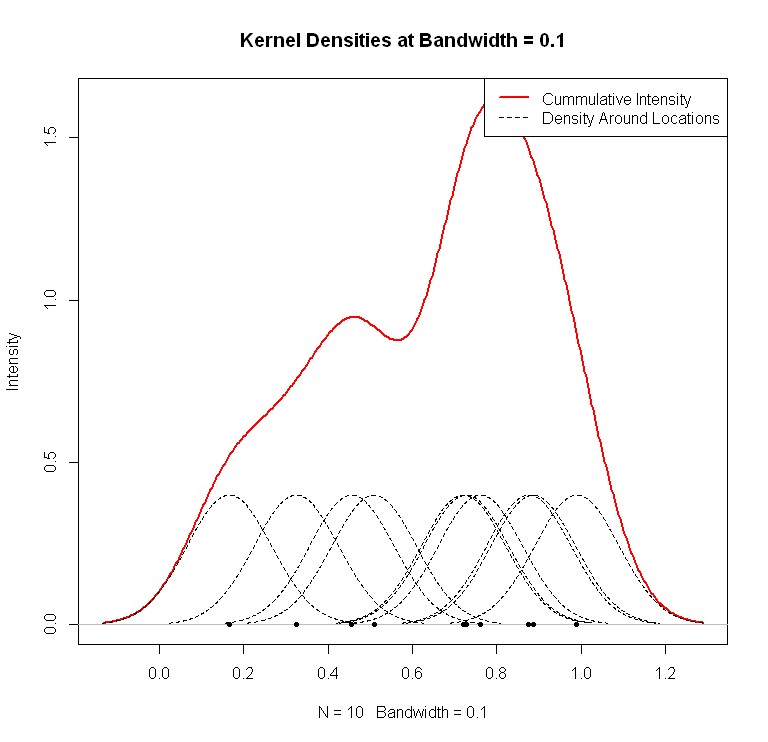 Kernel Densities at Bandwidth = 0.1
Cummulative Intensity
Density Around Locations
1.5
1.0
0.5
0.0
Intensity
0.0 0.2 0.4 0.6 0.8 1.0 1.2
N = 10 Bandwidth = 0.1